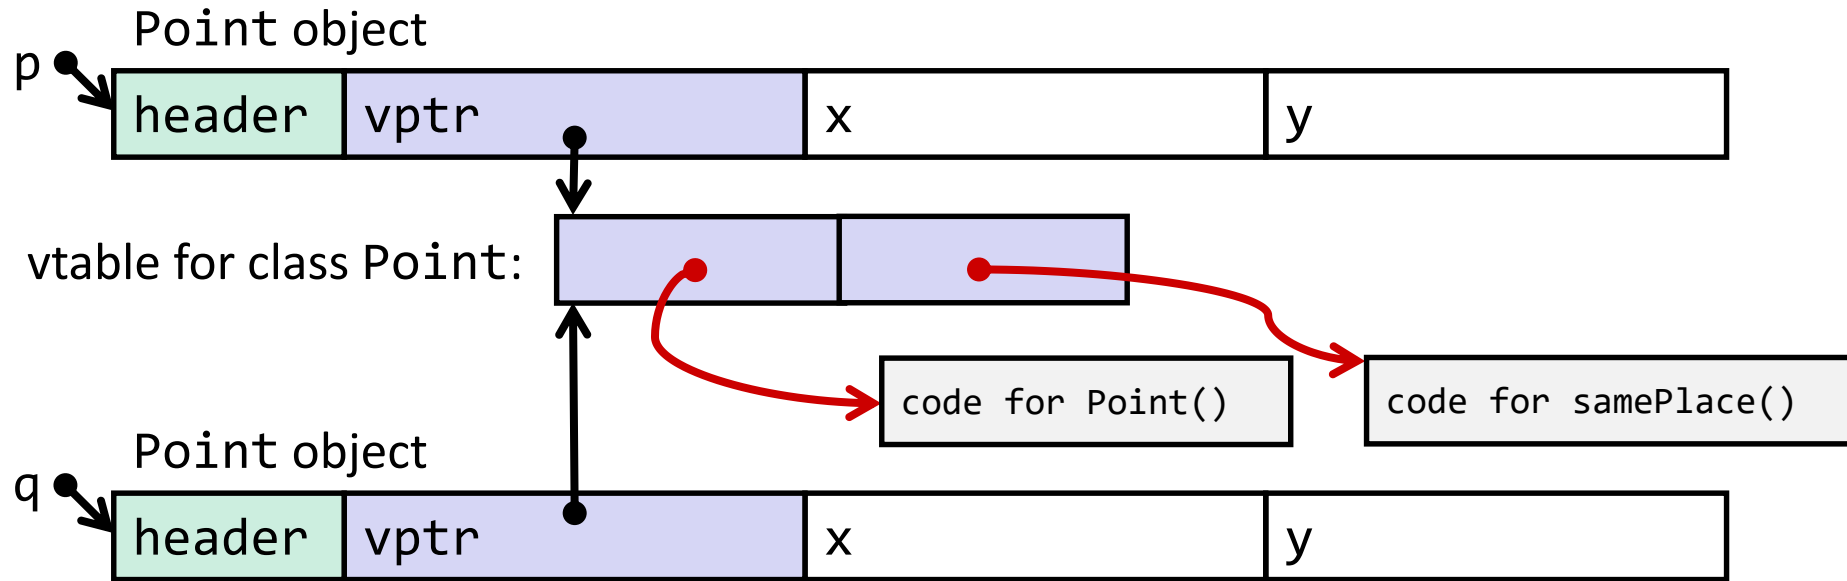 Point object
p
header vptr x y
vtable for class Point:
code for Point() code for samePlace()
Point object
q
header vptr x y